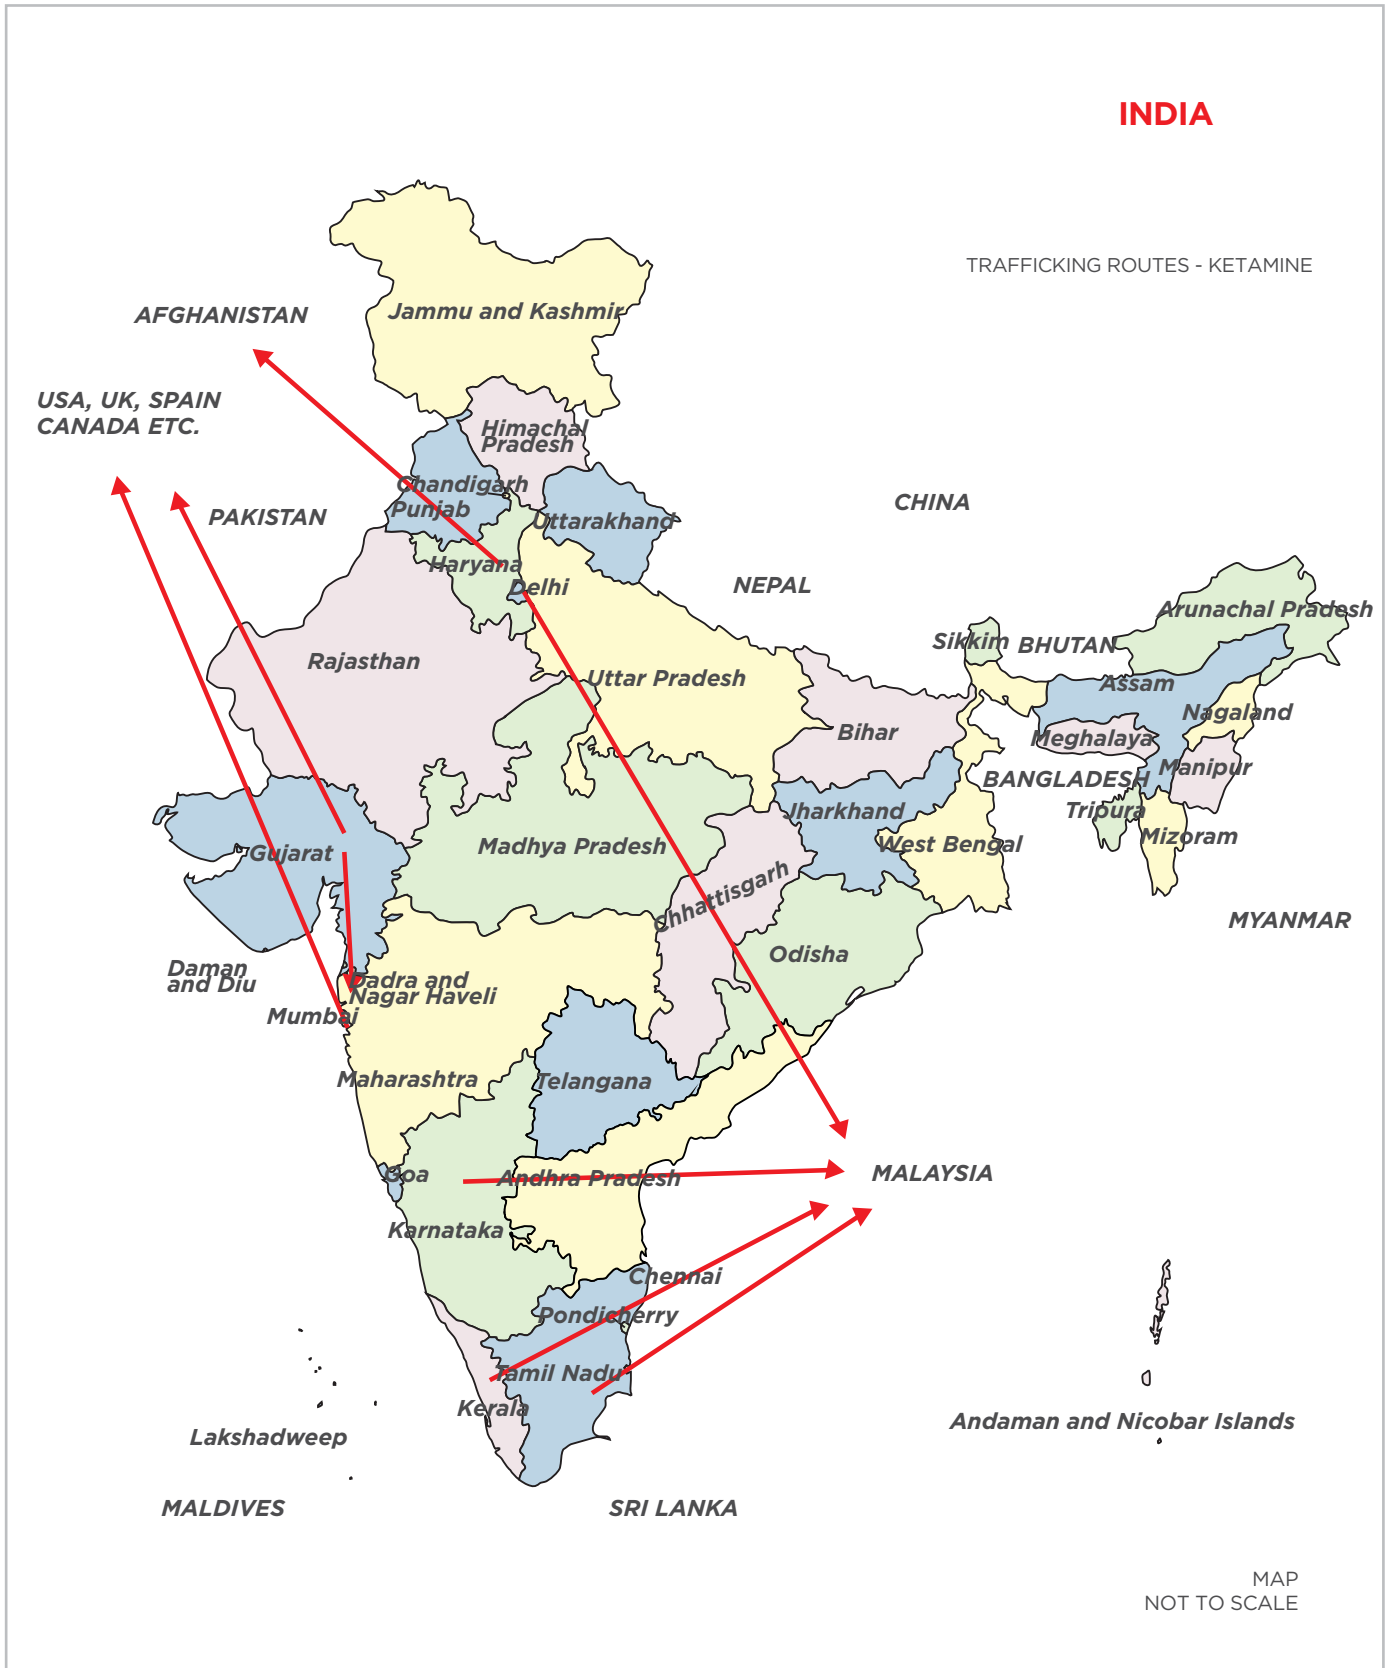 INDIA
TRAFFICKING ROUTES - KETAMINE
Jammu and Kashmir
AFGHANISTAN
USA, UK, SPAIN
CANADA ETC.
Himachal
Pradesh
Chandigarh
Punjab
PAKISTAN
Uttarakhand
CHINA
Haryana
Delhi
NEPAL
Arunachal Pradesh
Sikkim
BHUTAN
Rajasthan
Uttar Pradesh
Assam
Nagaland
Bihar
Meghalaya
Manipur
BANGLADESH
Jharkhand
Tripura
Mizoram
Gujarat
Madhya Pradesh
West Bengal
Chhattisgarh
MYANMAR
Odisha
Daman
and Diu
Dadra and
Nagar Haveli
Mumbai
Maharashtra
Telangana
Goa
Andhra Pradesh
MALAYSIA
Karnataka
Chennai
Pondicherry
Tamil Nadu
Kerala
Lakshadweep
Andaman and Nicobar Islands
MALDIVES
SRI LANKA
MAP
NOT TO SCALE